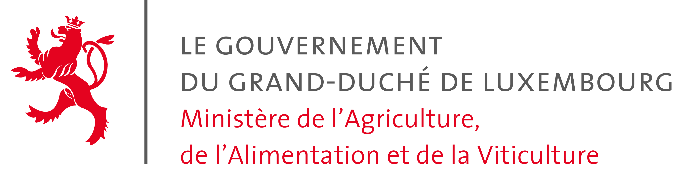 LE GOUVERNEMENT
DU GRAND-DUCHÉ DE LUXEMBOURG
Ministère de l'Agriculture,
de l'Alimentation et de la Viticulture